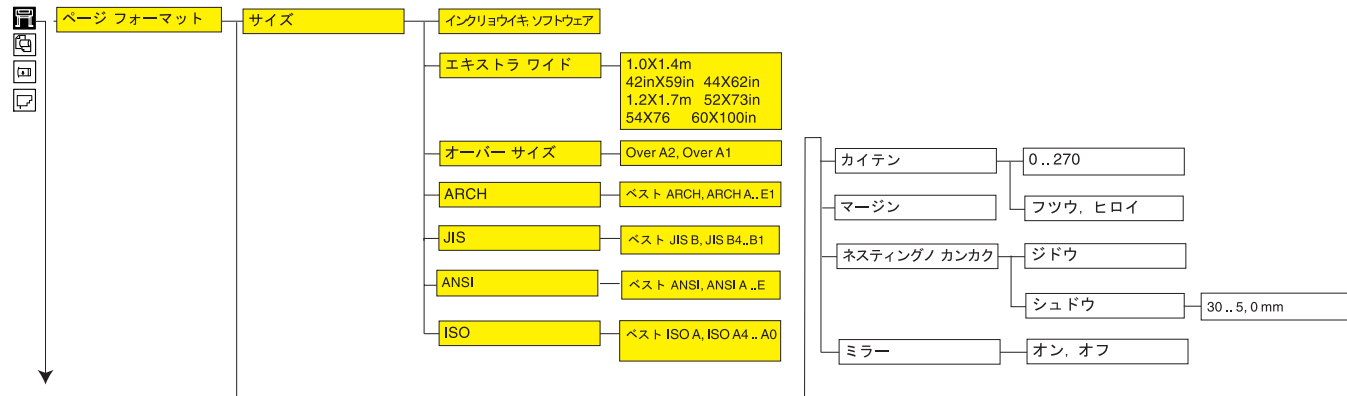 ページ フォーマット
サイズ
インクリョウイキ, ソフトウェア
エキストラ ワイド
1.0X1.4m
42inX59in 44X62in
1.2X1.7m 52X73in
54X76 60X100in
オーバー サイズ
Over A2, Over A1
ARCH
ベスト ARCH, ARCH A..E1
JIS
ベスト JIS B, JIS B4..B1
ANSI
ベスト ANSI, ANSI A ..E
ISO
ベスト ISO A, ISO A4 .. A0
カイテン
0 .. 270
フツウ, ヒロイ
マージン
ネスティングノ カンカク
ジドウ
シュドウ
30 .. 5, 0 mm
ミラー
オン, オフ